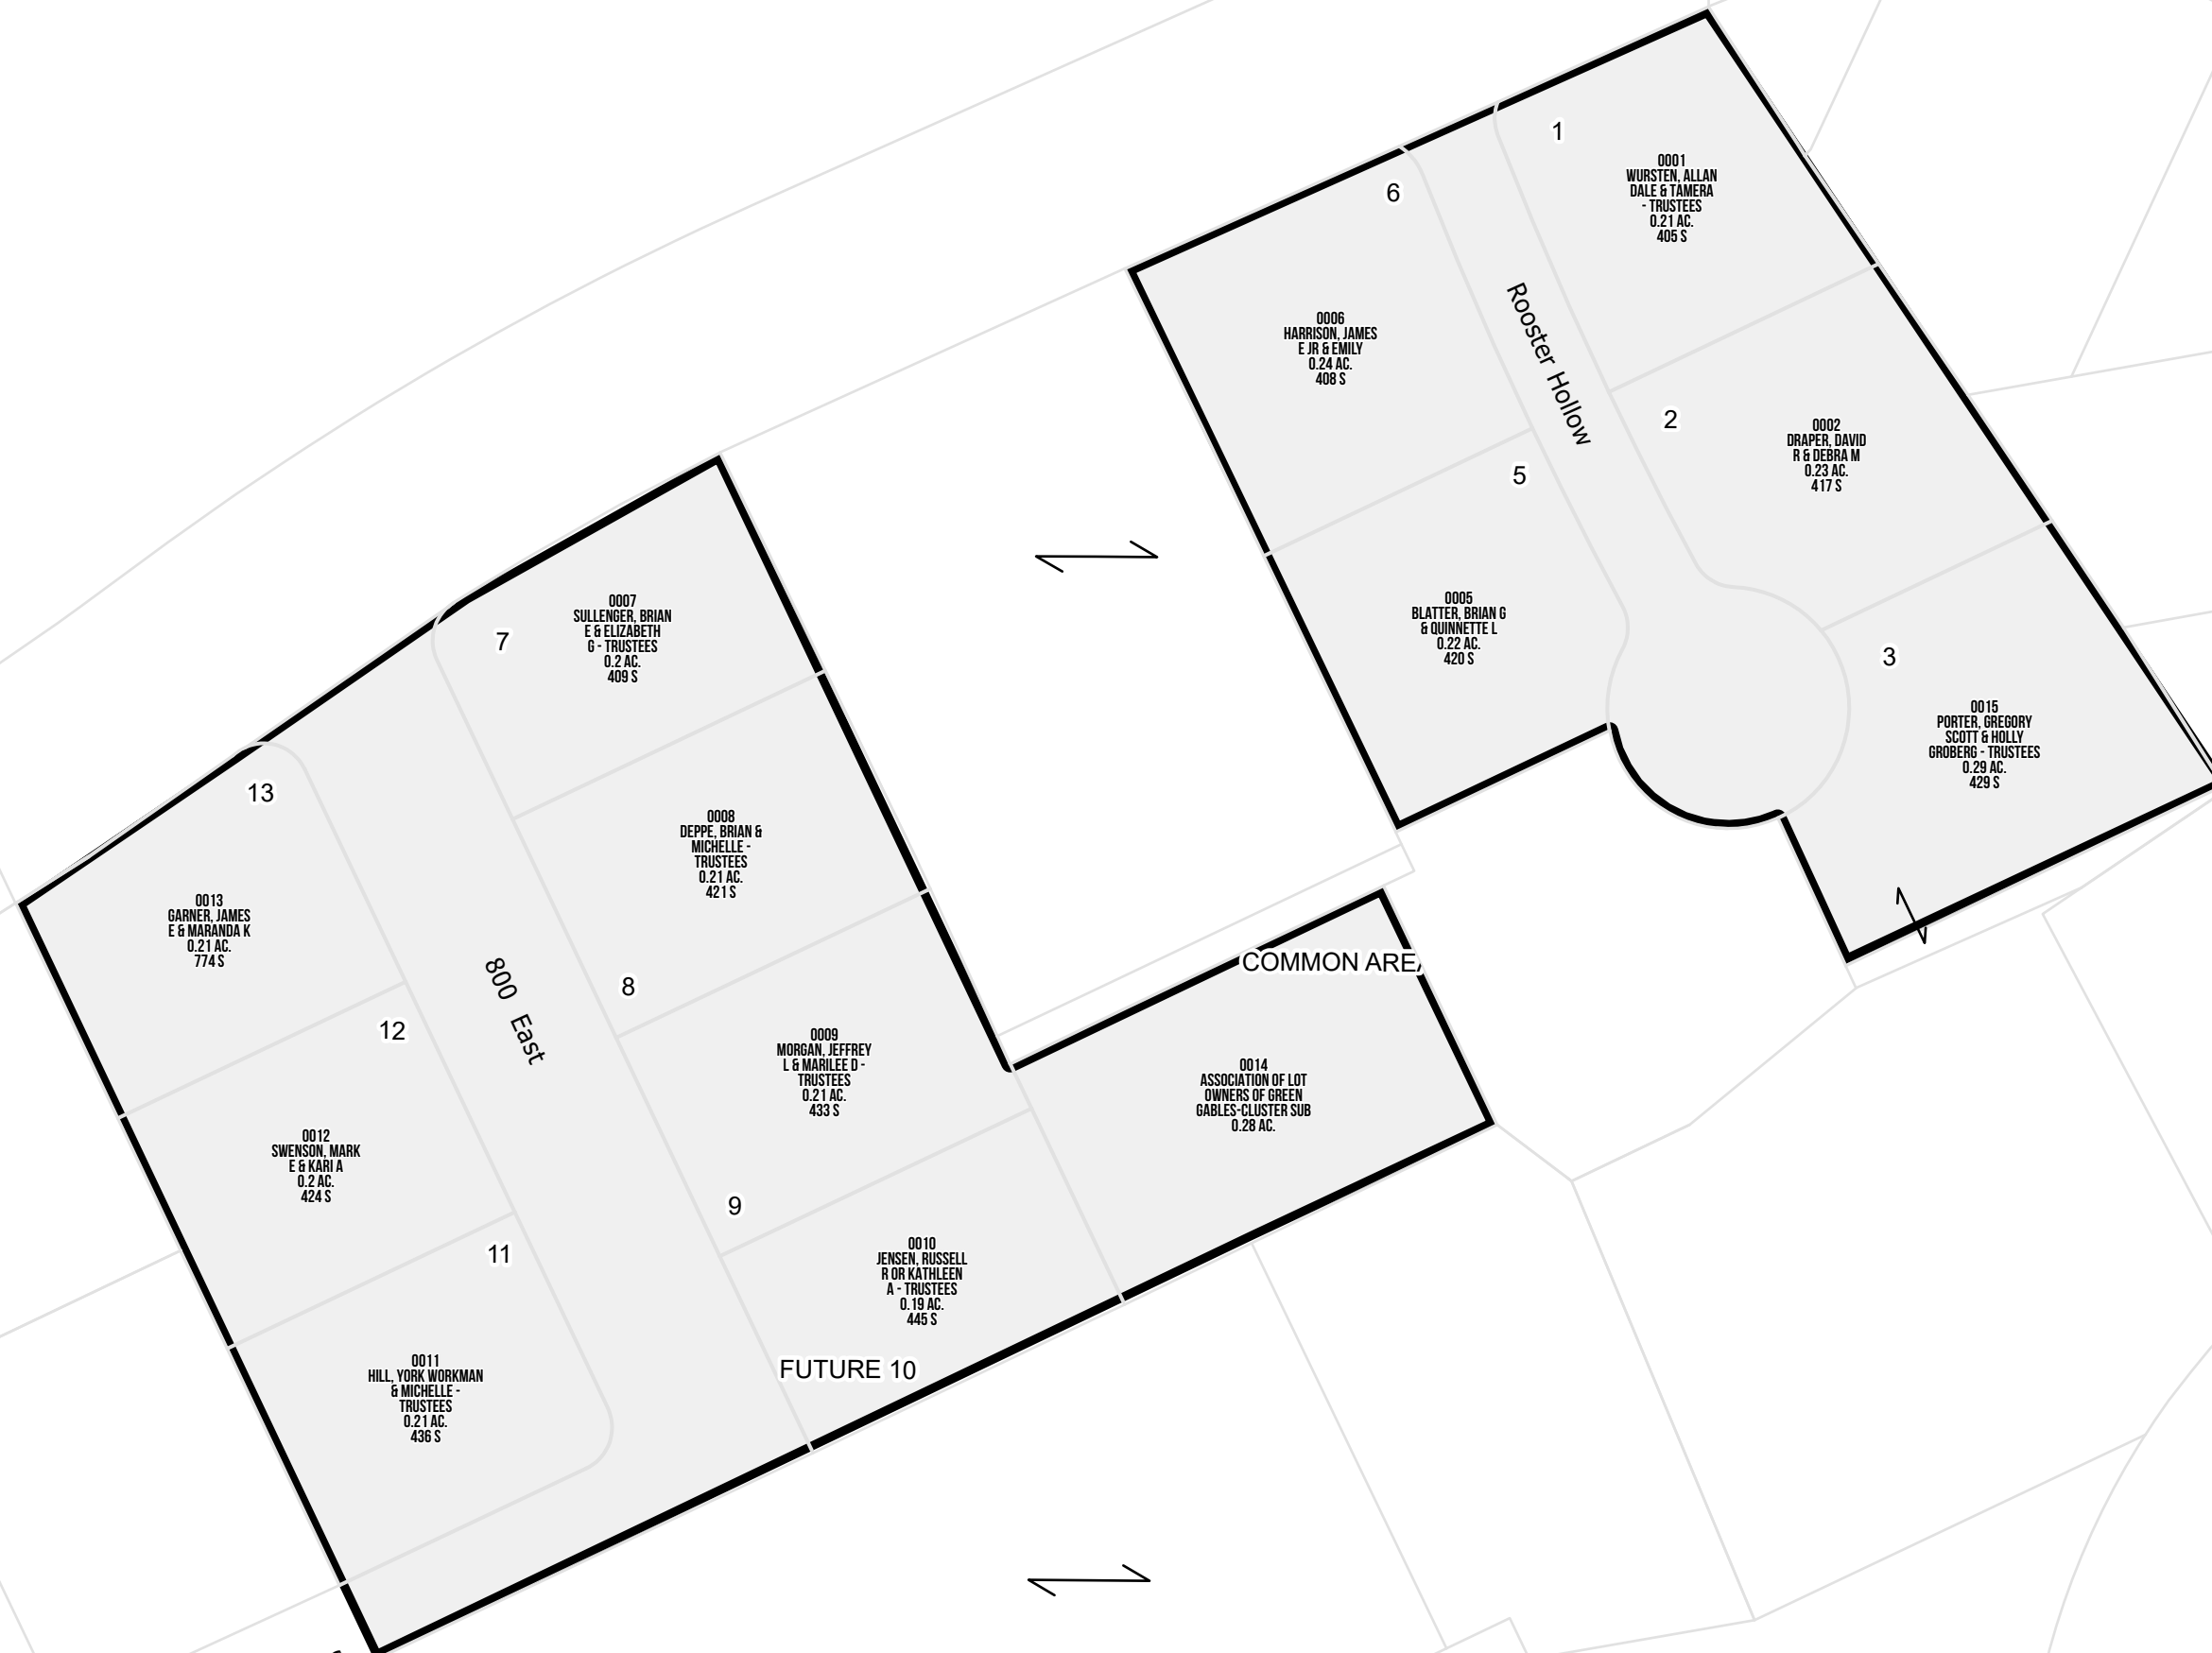 1
0001
WURSTEN, ALLAN
DALE & TAMERA
- TRUSTEES
0.21 AC.
405 S
6
0006
HARRISON, JAMES
E JR & EMILY
0.24 AC.
408 S
Rooster Hollow
2
0002
DRAPER, DAVID
R & DEBRA M
0.23 AC.
417 S
5
0005
BLATTER, BRIAN G
& QUINNETTE L
0.22 AC.
420 S
3
0015
PORTER, GREGORY
SCOTT & HOLLY
GROBERG - TRUSTEES
0.29 AC.
429 S
7
0007
SULLENGER, BRIAN
E & ELIZABETH
G - TRUSTEES
0.2 AC.
409 S
13
0013
GARNER, JAMES
E & MARANDA K
0.21 AC.
774 S
0008
DEPPE, BRIAN &
MICHELLE -
TRUSTEES
0.21 AC.
421 S
8
800 East
12
0012
SWENSON, MARK
E & KARI A
0.2 AC.
424 S
0009
MORGAN, JEFFREY
L & MARILEE D -
TRUSTEES
0.21 AC.
433 S
9
COMMON AREA
0014
ASSOCIATION OF LOT
OWNERS OF GREEN
GABLES-CLUSTER SUB
0.28 AC.
11
0011
HILL, YORK WORKMAN
& MICHELLE -
TRUSTEES
0.21 AC.
436 S
0010
JENSEN, RUSSELL
R OR KATHLEEN
A - TRUSTEES
0.19 AC.
445 S
FUTURE 10